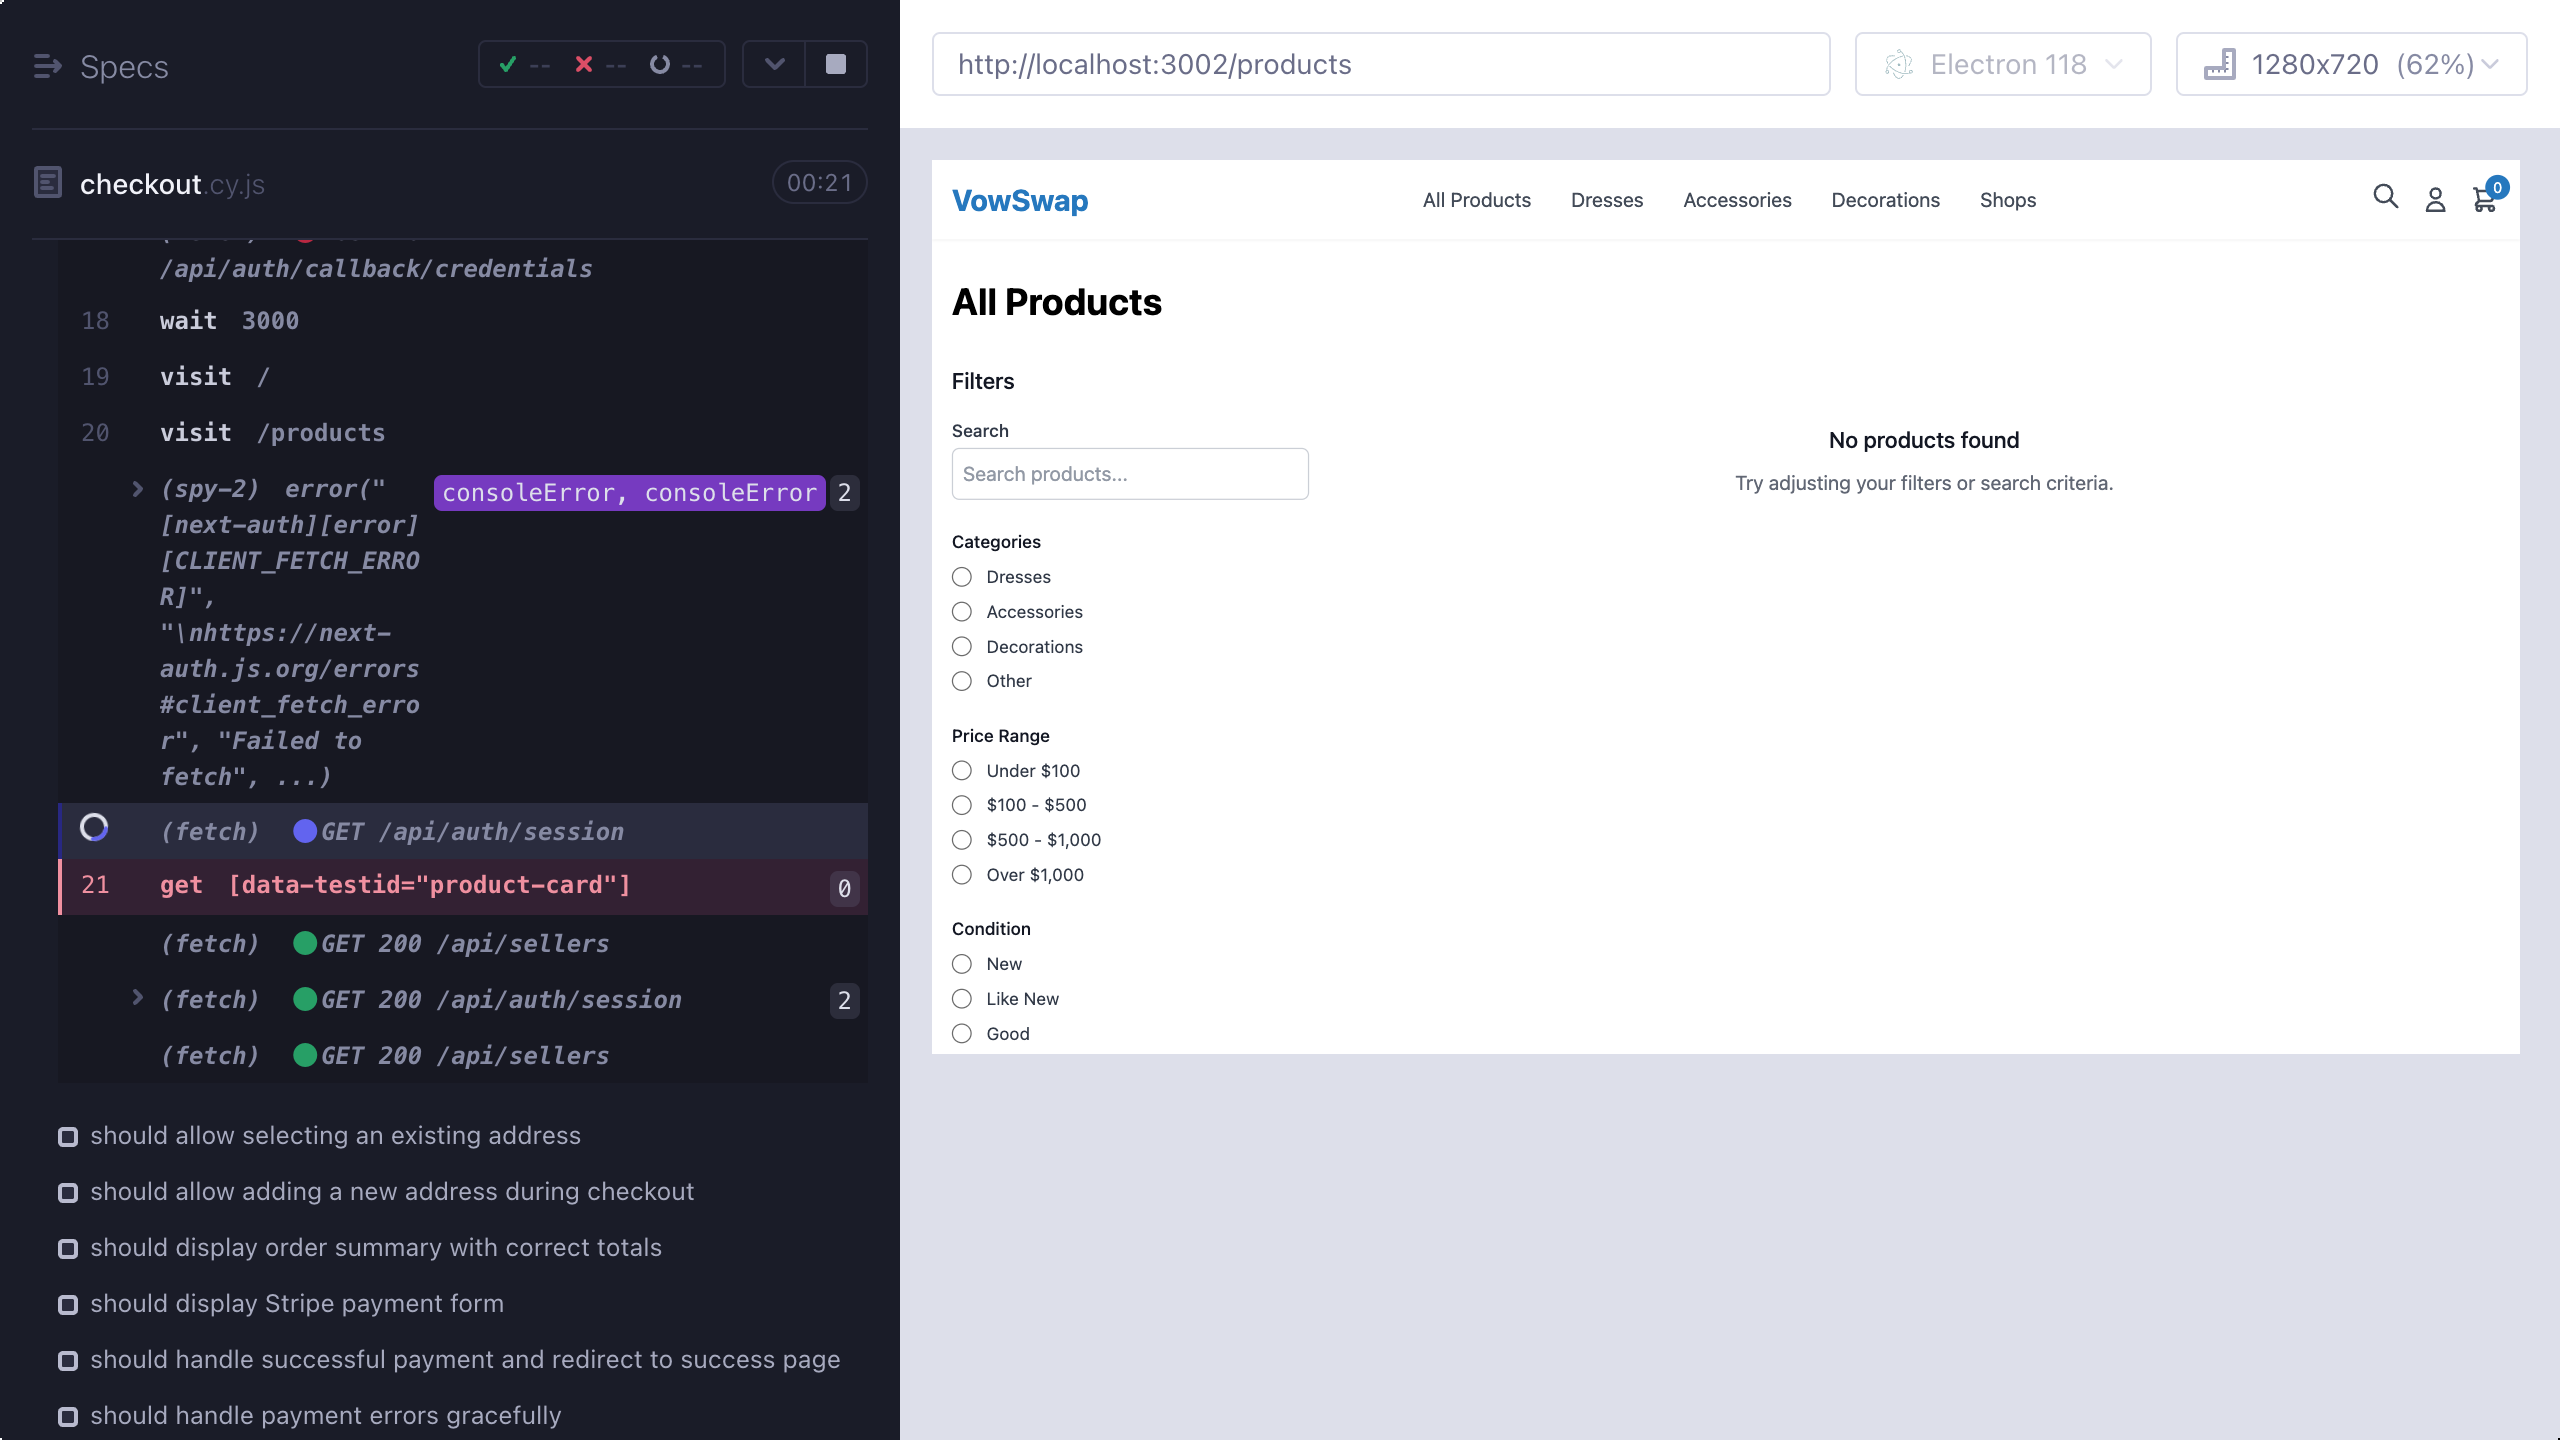 Specs
-- -- --
checkout.cy.js
00:21
/api/auth/callback/credentials
18 wait 3000
19 visit /
20 visit /products
(spy-2) error("
[next-auth][error]
[CLIENT_FETCH_ERRO
R]",
"\nhttps://next-
auth.js.org/errors
#client_fetch_erro
r", "Failed to
fetch", ...)
consoleError, consoleError 2
(fetch) GET /api/auth/session
21 get [data-testid="product-card"] 0
(fetch) GET 200 /api/sellers
(fetch) GET 200 /api/auth/session 2
(fetch) GET 200 /api/sellers
should allow selecting an existing address
should allow adding a new address during checkout
should display order summary with correct totals
should display Stripe payment form
should handle successful payment and redirect to success page
should handle payment errors gracefully
http://localhost:3002/products
Electron 118
1280x720 (62%)
VowSwap
All Products Dresses Accessories Decorations Shops
0
All Products
Filters
Search
Search products...
Categories
Dresses
Accessories
Decorations
Other
Price Range
Under $100
$100 - $500
$500 - $1,000
Over $1,000
Condition
New
Like New
Good
No products found
Try adjusting your filters or search criteria.